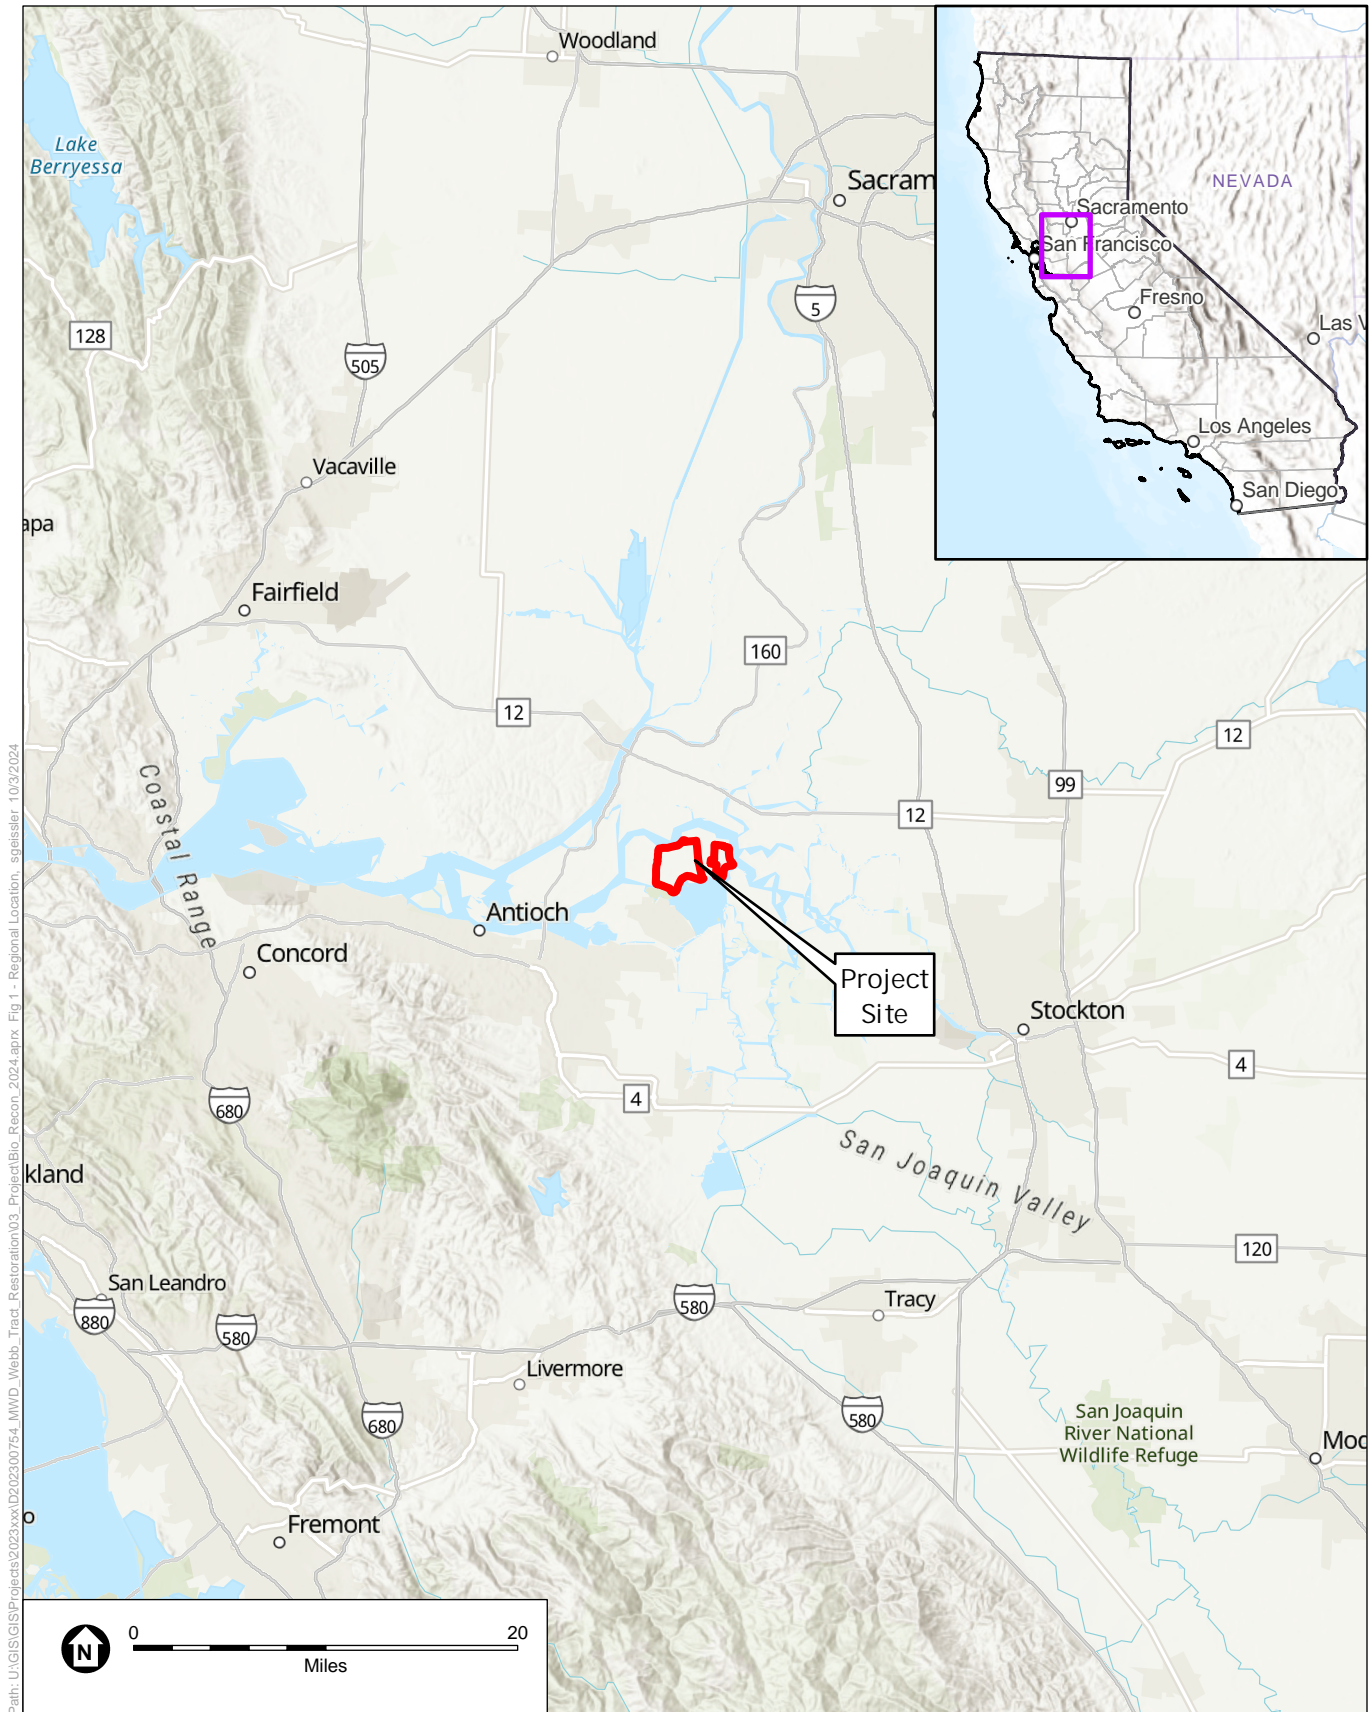 Woodland
Lake
Berryessa
Sacram
5
128
505
Vacaville
apa
Fairfield
160
12
12
99
12
Coastal Range
Antioch
Concord
Project
Site
Stockton
4
4
680
San Joaquin Valley
kland
120
San Leandro
880
580
580
Tracy
Livermore
680
580
San Joaquin
River National
Wildlife Refuge
Mod
o
Fremont
NEVADA
Sacramento
San Francisco
Fresno
Las V
Los Angeles
San Diego
N
0 20
Miles
Path: U:\GIS\GIS\Projects\2023xxx\D202300754_MWD_Webb_Tract_Restoration\03_Project\Bio_Recon_2024.aprx Fig 1 - Regional Location, sgeissler 10/3/2024